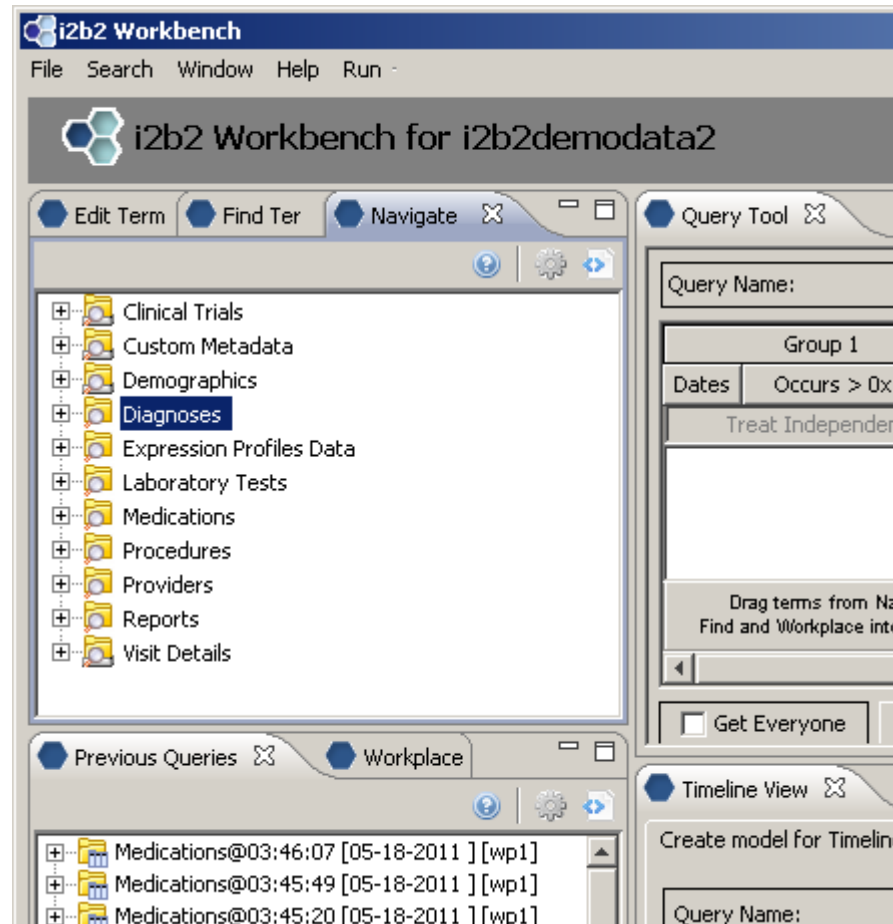 i2b2 Workbench
File Search Window Help Run
i2b2 Workbench for i2b2demodata2
Edit Term Find Ter Navigate
Clinical Trials
Custom Metadata
Demographics
Diagnoses
Expression Profiles Data
Laboratory Tests
Medications
Procedures
Providers
Reports
Visit Details
Query Tool
Query Name:
Group 1
Dates Occurs > 0x
Treat Independen
Drag terms from Na
Find and Workplace int
Get Everyone
Previous Queries Workplace
Medications@03:46:07 [05-18-2011 ] [wp1]
Medications@03:45:49 [05-18-2011 ] [wp1]
Medications@03:45:20 [05-18-2011 ] [wp1]
Timeline View
Create model for Timelin
Query Name: